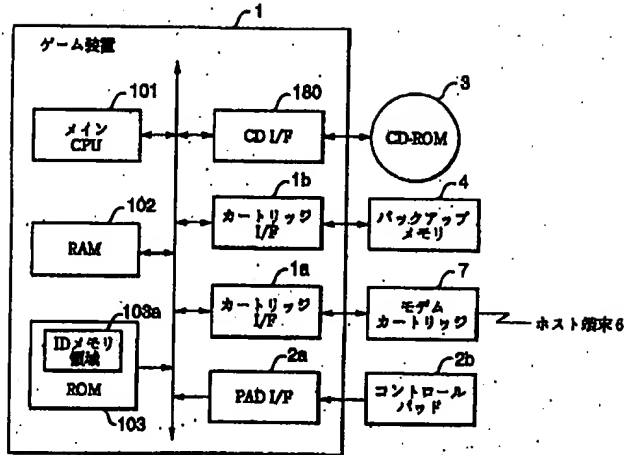 1
ゲーム装置
101
メイン
CPU
180
CD I/F
3
CD-ROM
102
RAM
1b
カートリッジ
I/F
4
バックアップ
メモリ
103a
IDメモリ
領域
ROM
103
1a
カートリッジ
I/F
7
モデム
カートリッジ
ホスト端末6
2a
PAD I/F
2b
コントロール
パッド